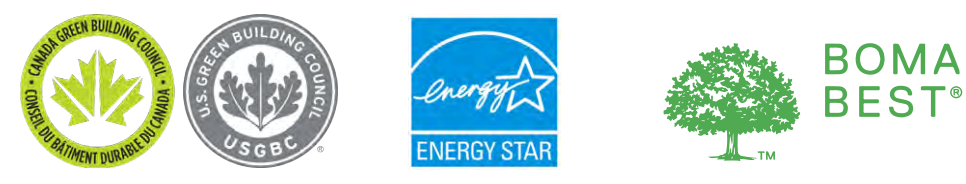 CANADA GREEN BUILDING COUNCIL •
CONSEIL DU BÂTIMENT DURABLE DU CANADA •
U.S. GREEN BUILDING COUNCIL
USGBC
®
energy
ENERGY STAR
TM
BOMA
BEST®